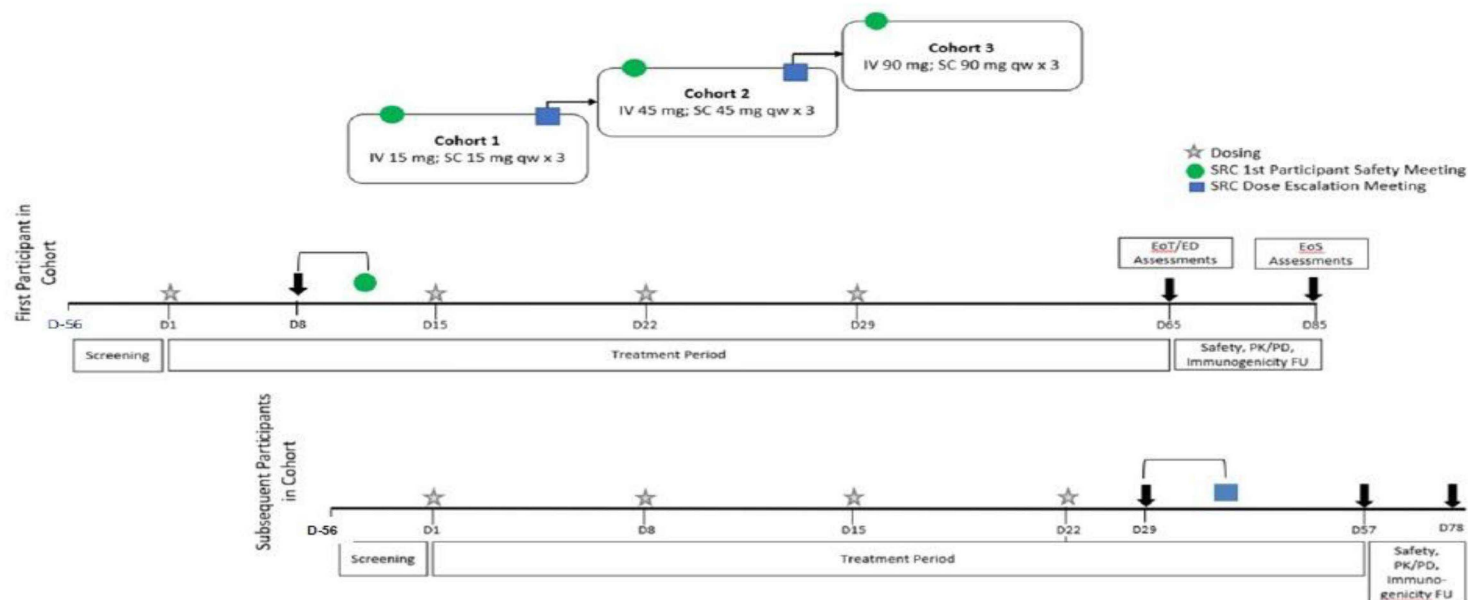 Cohort 3
IV 90 mg; SC 90 mg qw x 3
Cohort 2
IV 45 mg; SC 45 mg qw x 3
Cohort 1
IV 15 mg; SC 15 mg qw x 3
Dosing
SRC 1st Participant Safety Meeting
SRC Dose Escalation Meeting
First Participant in
Cohort
EoT/ED
Assessments
EoS
Assessments
D-56
D1
D8
D15
D22
D29
D65
D85
Screening
Treatment Period
Safety, PK/PD,
Immunogenicity FU
Subsequent Participants
in Cohort
D-56
D1
D8
D15
D22
D29
D57
D78
Screening
Treatment Period
Safety,
PK/PD,
Immuno-
genicity FU